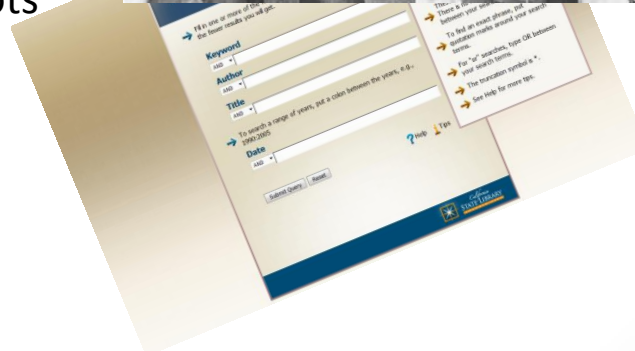 Fill in one or more of the
the fewer results you will get.
Keyword
AND
Author
AND
Title
AND
To search a range of years, put a colon between the years, e.g.,
1990:2005
Date
AND
Help Tips
Submit Query Reset
There is
between your
To find an exact phrase, put
quotation marks around your search
terms.
For "or" searches, type OR between
your search terms.
The truncation symbol is *.
See Help for more tips.
California
STATE LIBRARY